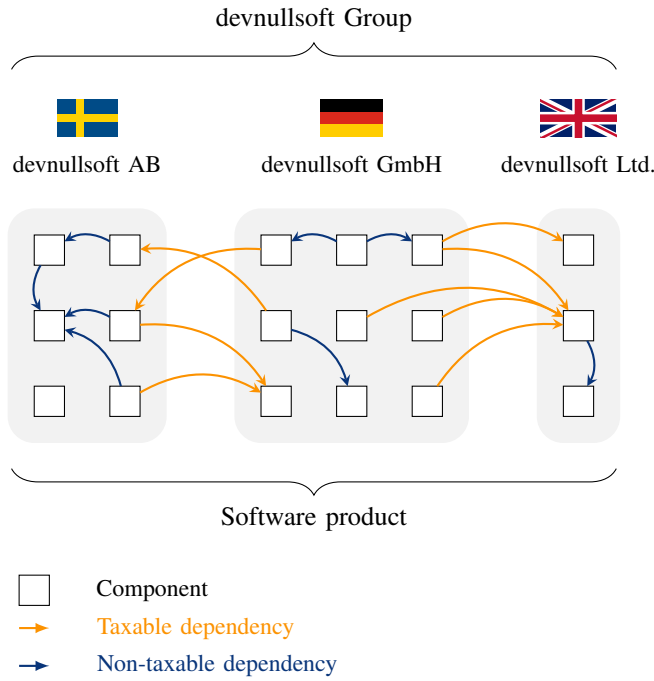 devnullsoft Group
devnullsoft AB
devnullsoft GmbH
devnullsoft Ltd.
Software product
Component
Taxable dependency
Non-taxable dependency